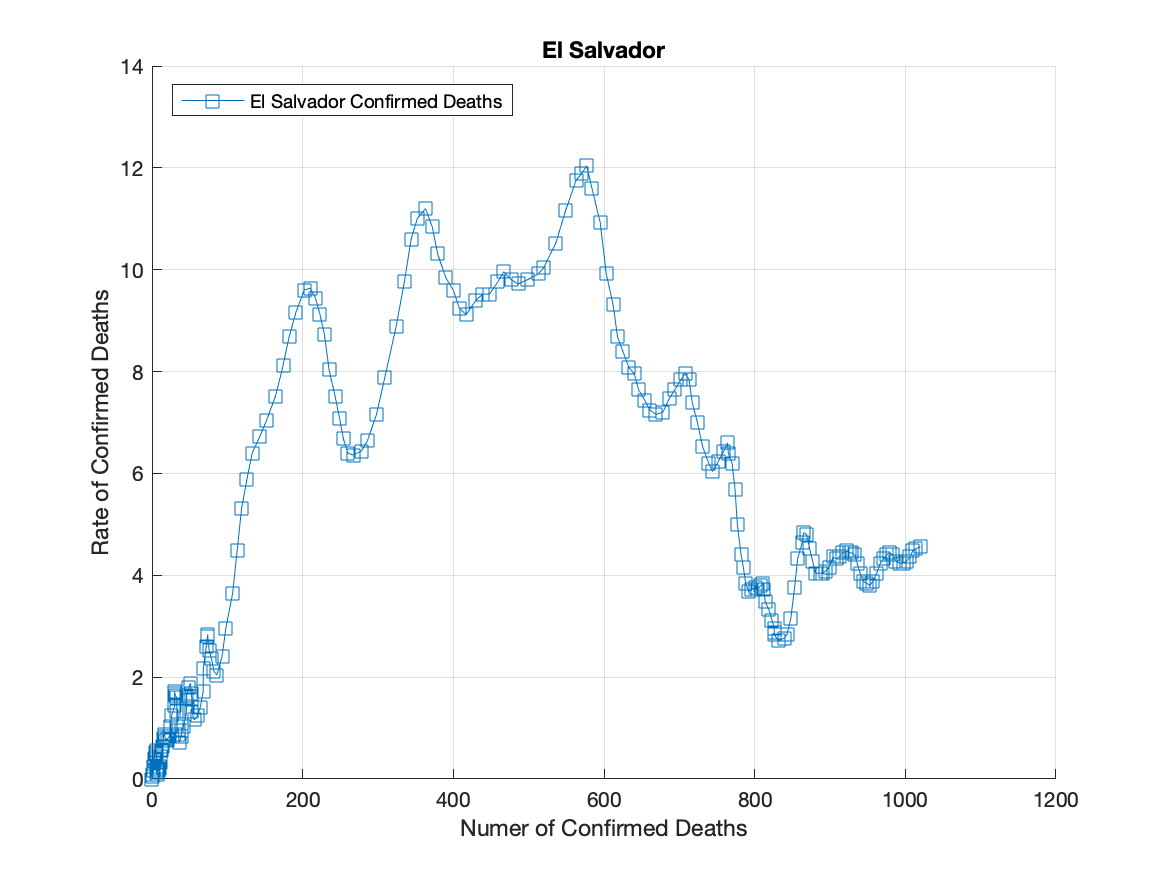 El Salvador
El Salvador Confirmed Deaths
14
12
10
8
6
4
2
0
Rate of Confirmed Deaths
0 200 400 600 800 1000 1200
Numer of Confirmed Deaths